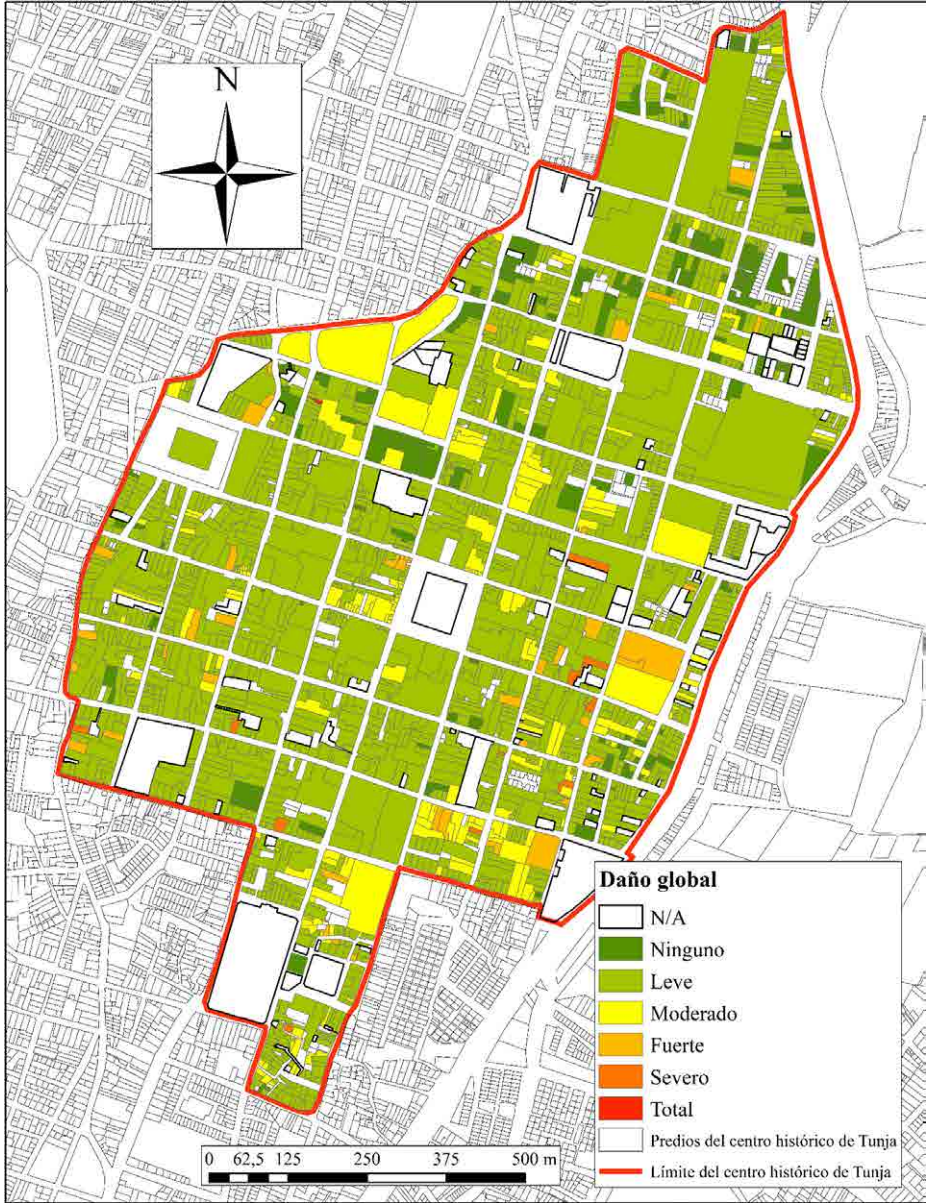 N
Daño global
N/A
Ninguno
Leve
Moderado
Fuerte
Severo
Total
Predios del centro histórico de Tunja
Límite del centro histórico de Tunja
0 62,5 125 250 375 500 m